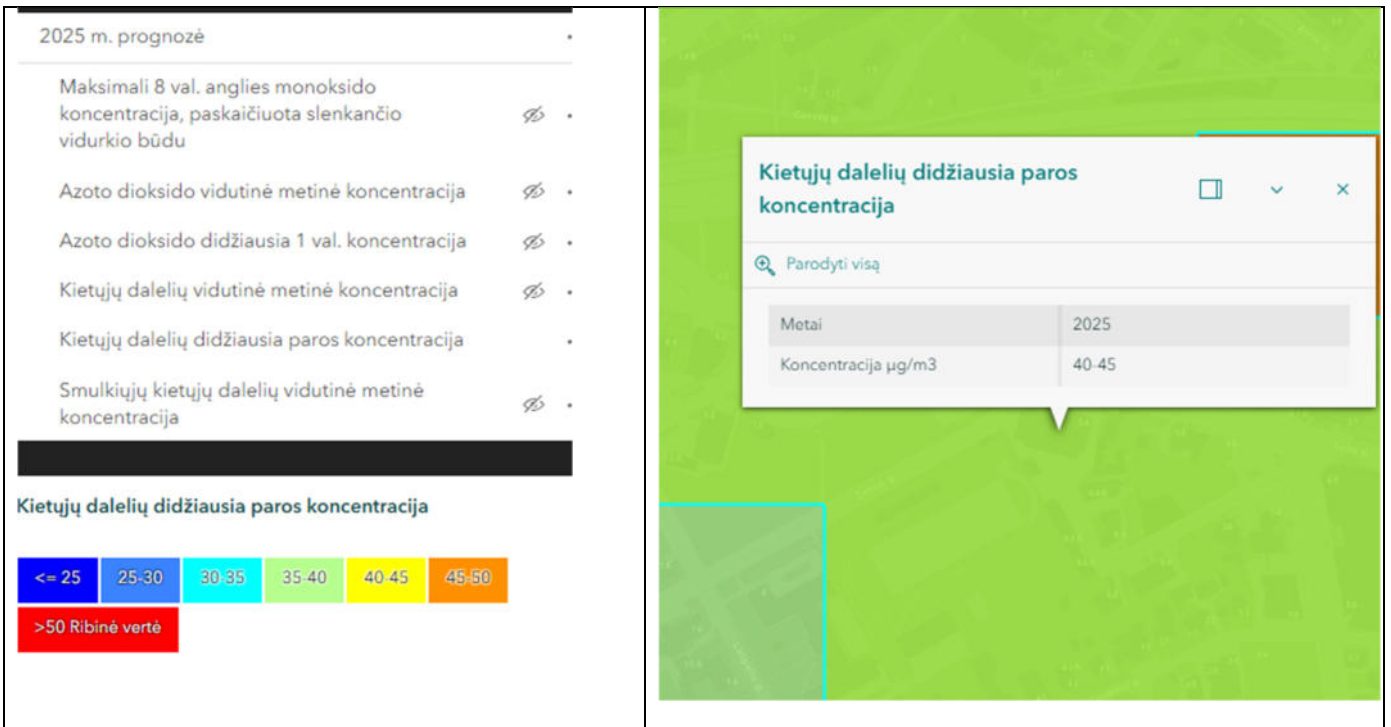 2025 m. prognozė
Maksimali 8 val. anglies monoksido
koncentracija, paskaičiuota slenkančio
vidurkio būdu
Azoto dioksido vidutinė metinė koncentracija
Azoto dioksido didžiausia 1 val. koncentracija
Kietųjų dalelių vidutinė metinė koncentracija
Kietųjų dalelių didžiausia paros koncentracija
Smulkiųjų kietųjų dalelių vidutinė metinė
koncentracija
Kietųjų dalelių didžiausia paros koncentracija
<= 25 25-30 30-35 35-40 40-45 45-50
>50 Ribinė vertė
Kietųjų dalelių didžiausia paros
koncentracija
Parodyti visą
Metai 2025
Koncentracija µg/m3 40-45